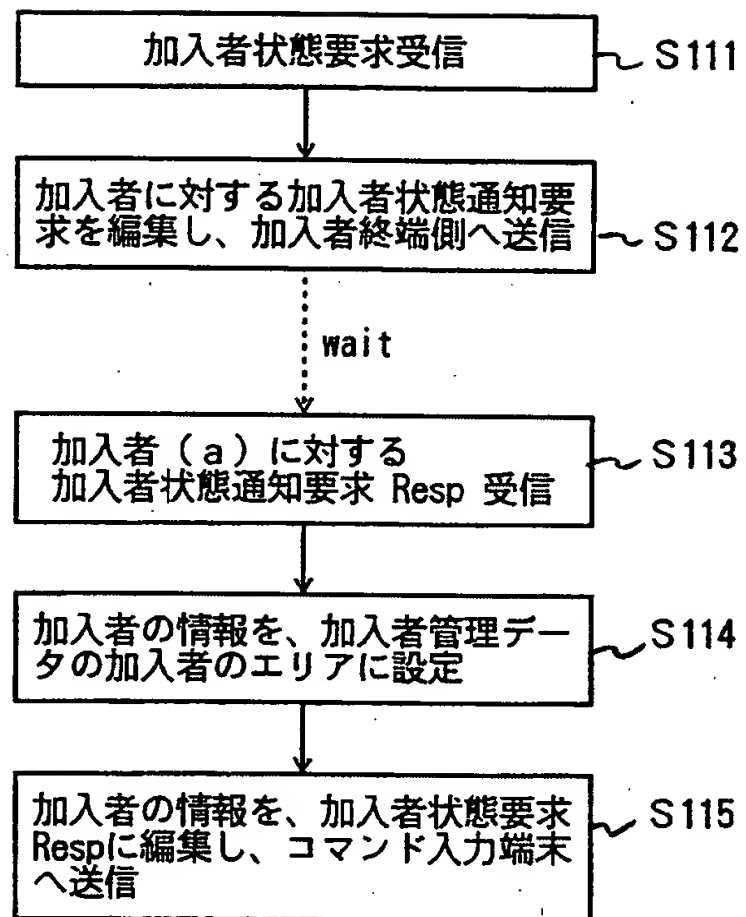 加入者状態要求受信
S111
加入者に対する加入者状態通知要
求を編集し、加入者終端側へ送信
S112
wait
加入者（a）に対する
加入者状態通知要求 Resp 受信
S113
加入者の情報を、加入者管理デー
タの加入者のエリアに設定
S114
加入者の情報を、加入者状態要求
Respに編集し、コマンド入力端末
へ送信
S115